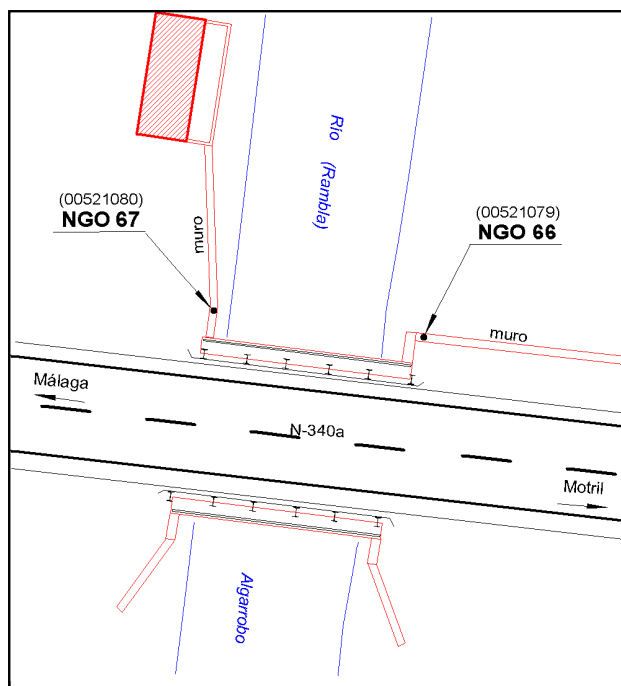 Río (Rambla)
(00521080)
NGO 67
(00521079)
NGO 66
muro
muro
Málaga
N-340a
Motril
Algarrobo